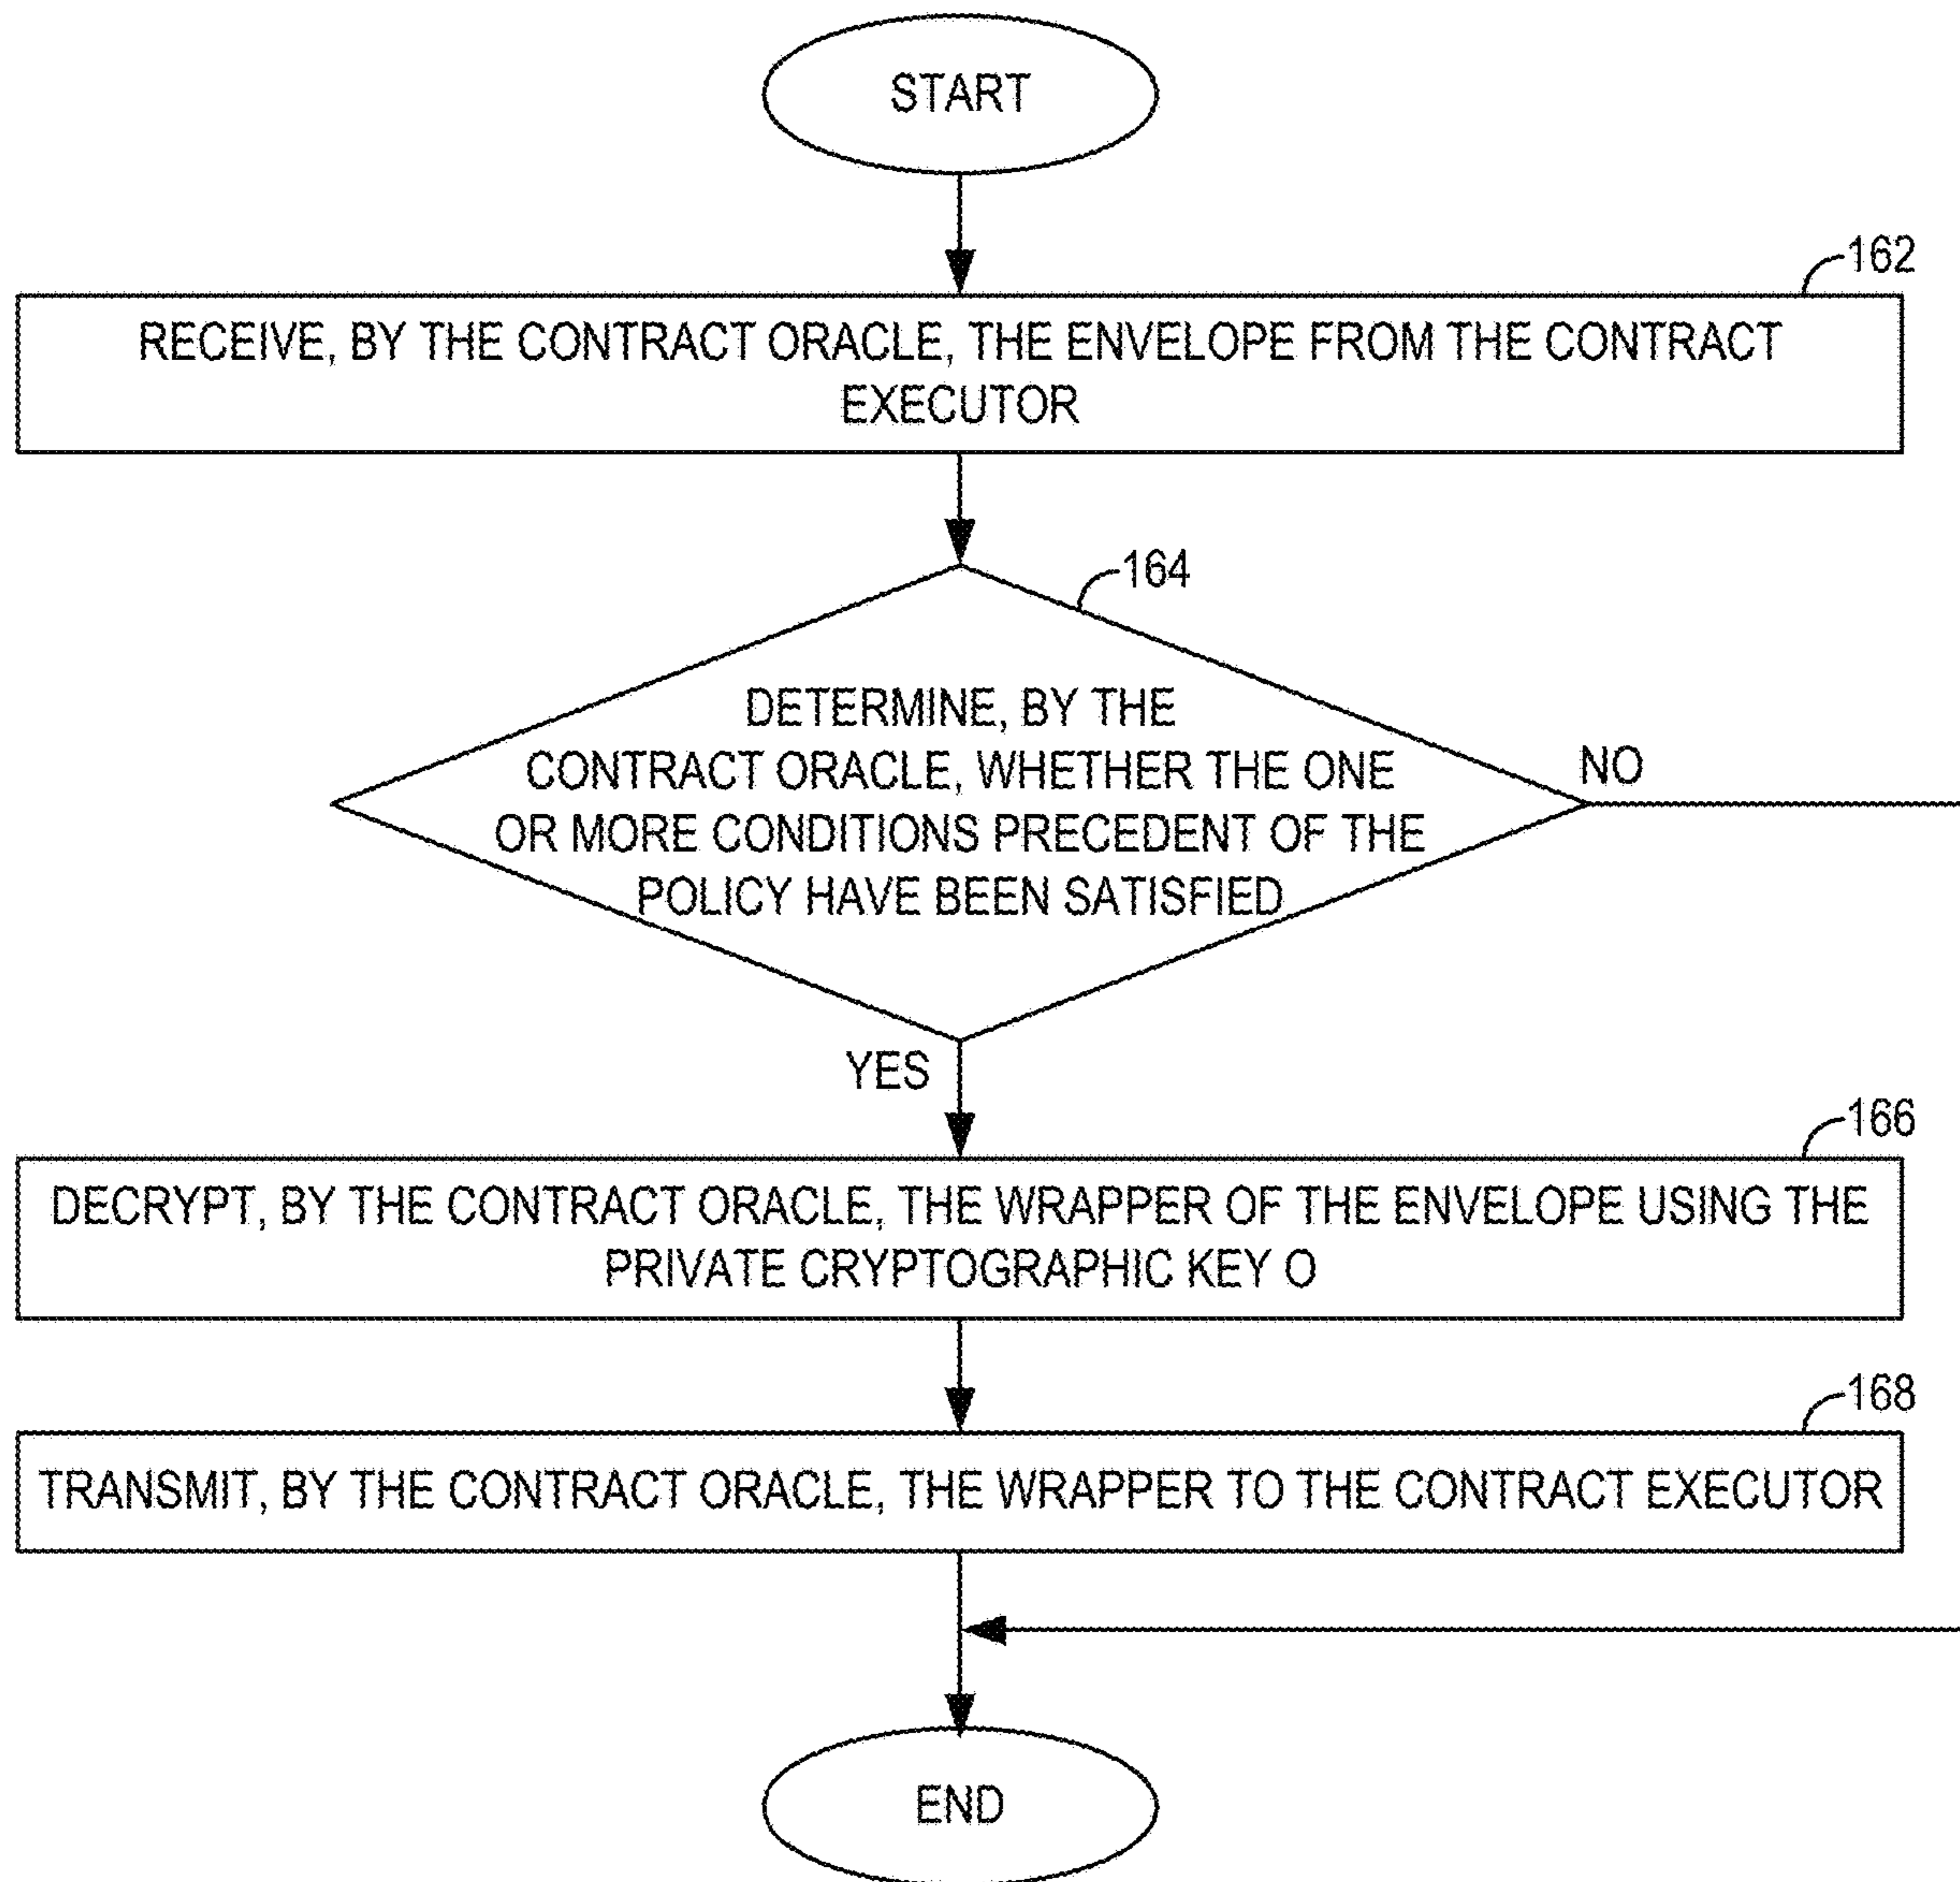 START
162
RECEIVE, BY THE CONTRACT ORACLE, THE ENVELOPE FROM THE CONTRACT
EXECUTOR
164
DETERMINE, BY THE
CONTRACT ORACLE, WHETHER THE ONE
OR MORE CONDITIONS PRECEDENT OF THE
POLICY HAVE BEEN SATISFIED
NO
YES
166
DECRYPT, BY THE CONTRACT ORACLE, THE WRAPPER OF THE ENVELOPE USING THE
PRIVATE CRYPTOGRAPHIC KEY O
168
TRANSMIT, BY THE CONTRACT ORACLE, THE WRAPPER TO THE CONTRACT EXECUTOR
END